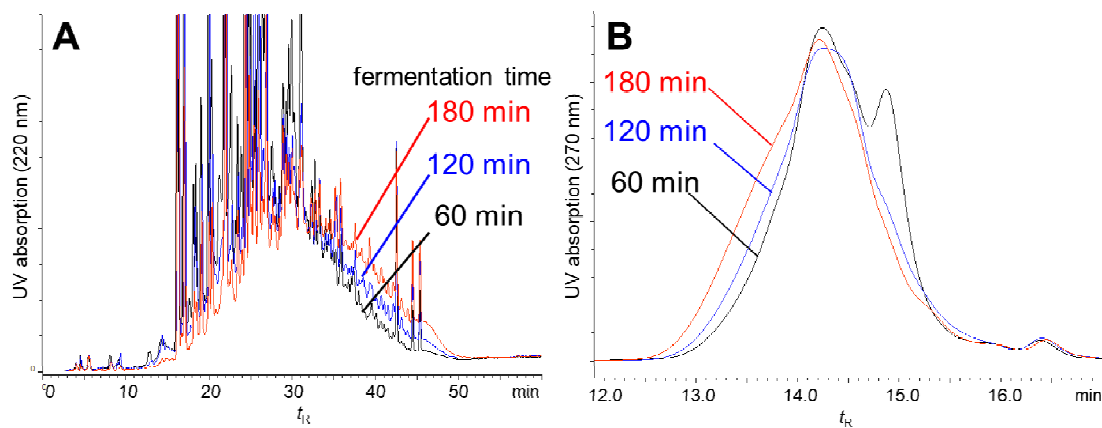 A
fermentation time
180 min
120 min
60 min
UV absorption (220 nm)
0
0 10 20 30 40 50 min
tR
B
180 min
120 min
60 min
UV absorption (270 nm)
12.0 14.0 15.0 16.0 min
tR